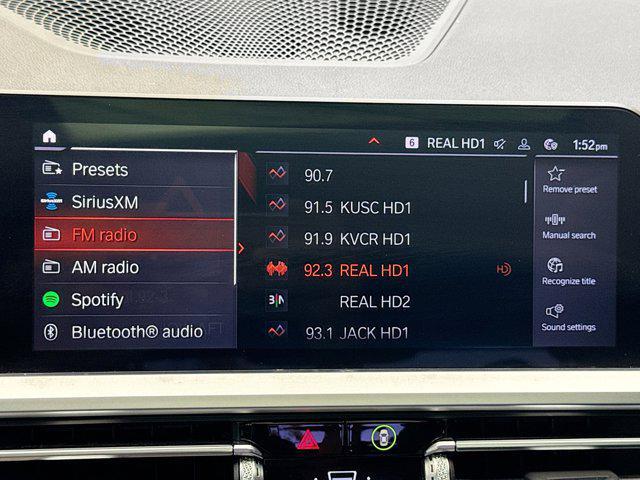 6 REAL HD1 1:52pm
Presets
SiriusXM
FM radio
AM radio
Spotify
Bluetooth® audio
90.7
91.5 KUSC HD1
91.9 KVCR HD1
92.3 REAL HD1 HD
REAL HD2
93.1 JACK HD1
Remove preset
Manual search
Recognize title
Sound settings